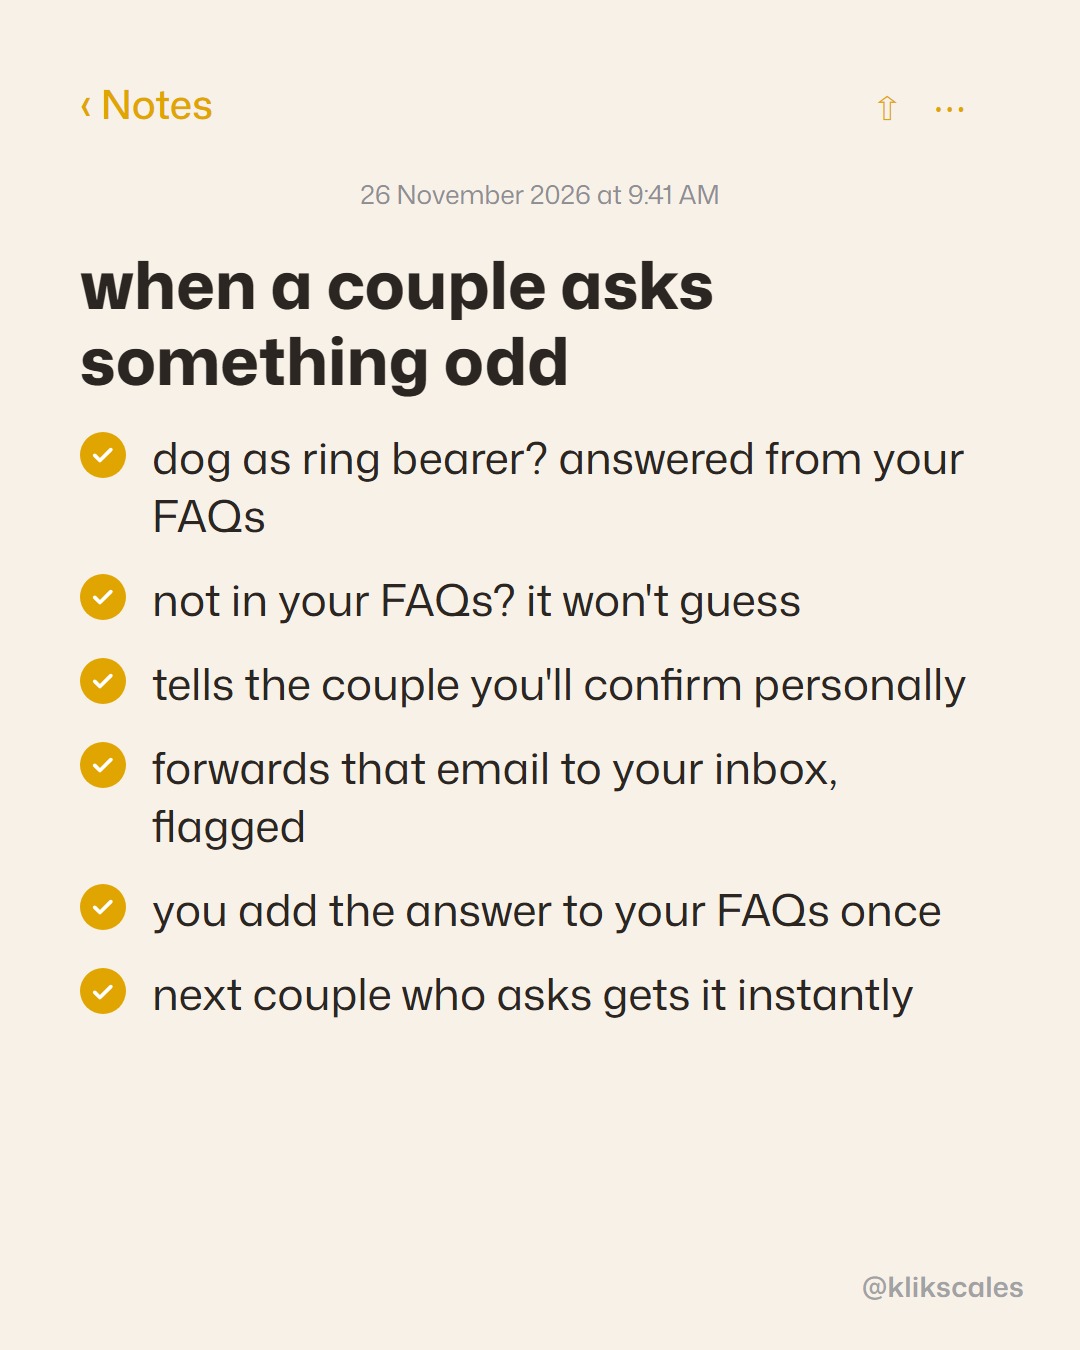 ‹ Notes ⇧ ...
26 November 2026 at 9:41 AM
when a couple asks
something odd
dog as ring bearer? answered from your
FAQs
not in your FAQs? it won't guess
tells the couple you'll confirm personally
forwards that email to your inbox,
flagged
you add the answer to your FAQs once
next couple who asks gets it instantly
@klikscales